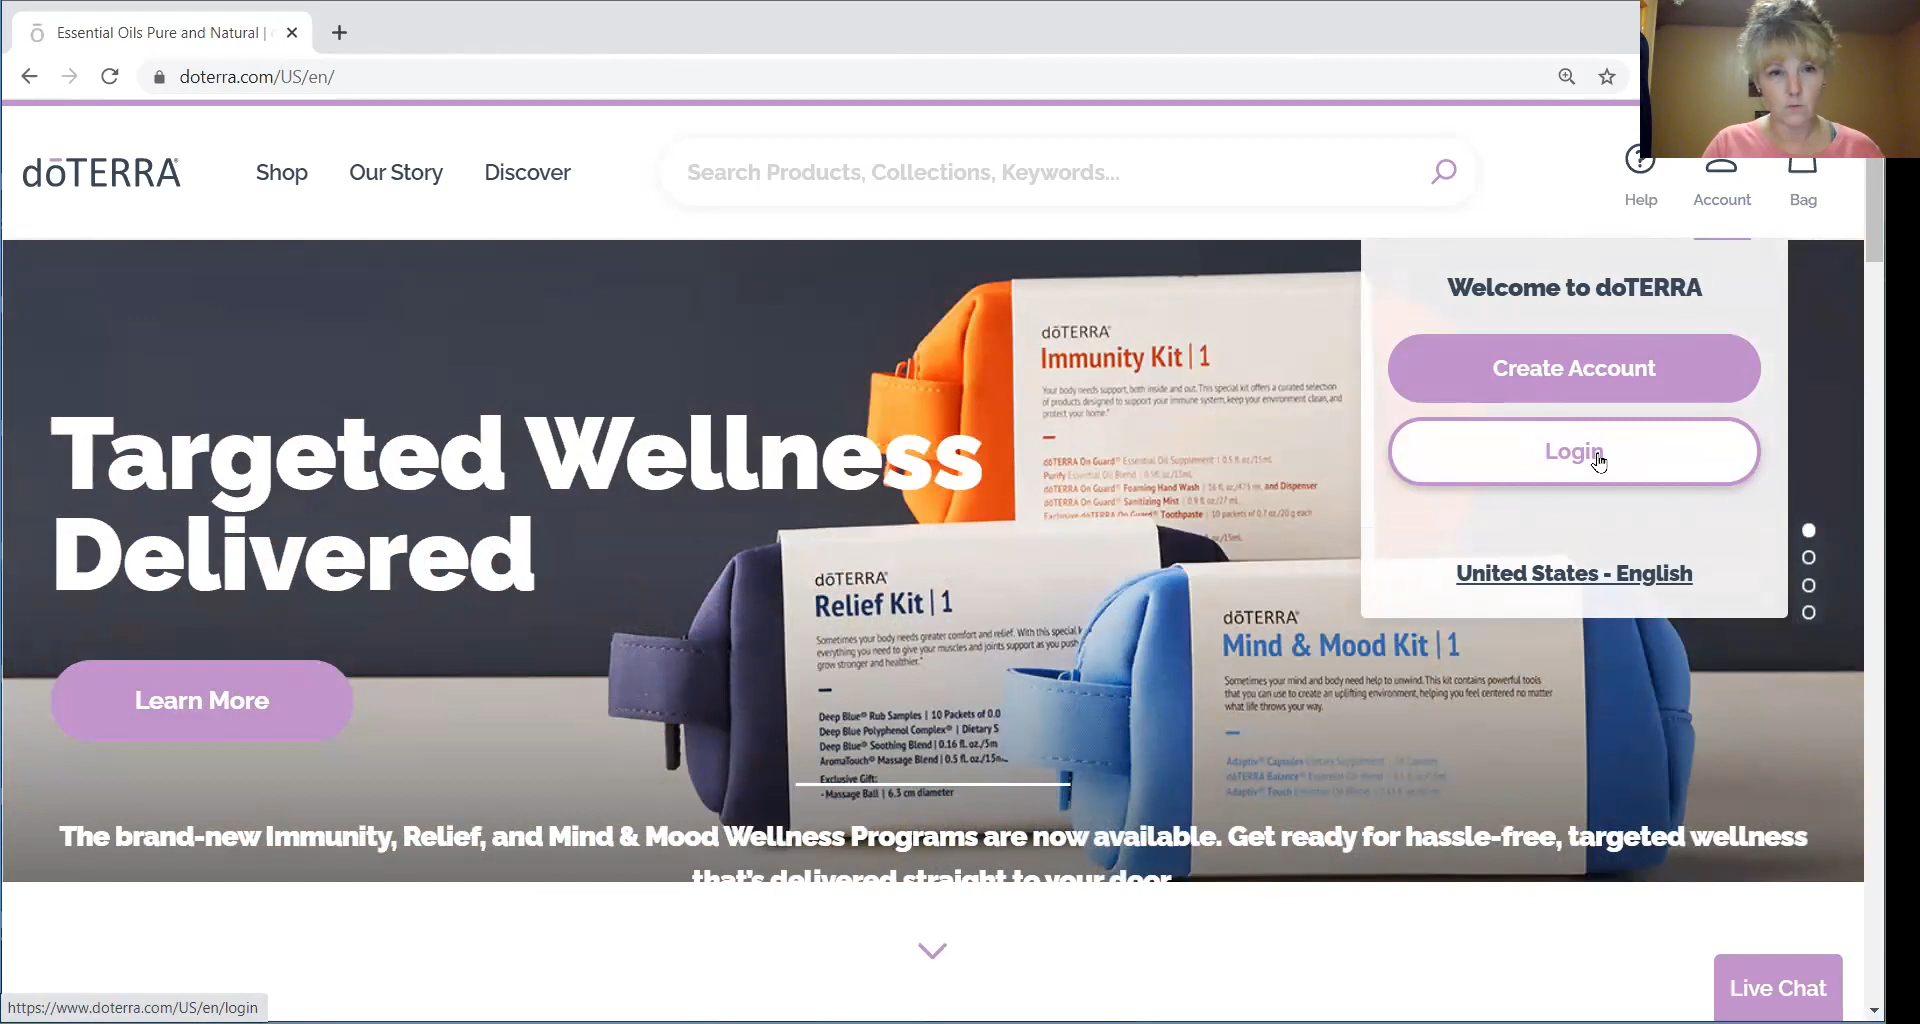 Essential Oils Pure and Natural |
doterra.com/US/en/
dōTERRA
Shop
Our Story
Discover
Search Products, Collections, Keywords...
Help
Account
Bag
Welcome to doTERRA
Create Account
Login
United States - English
Targeted Wellness
Delivered
Learn More
dōTERRA®
Immunity Kit | 1
Your body needs support, both inside and out. This special kit offers a curated selection
of products designed to support your immune system, keep your environment clean, and
protect your home.*
dōTERRA On Guard® Essential Oil Supplement | 0.5 fl oz/15mL
Purify Essential Oil Blend | 0.5 fl oz/15mL
dōTERRA On Guard® Foaming Hand Wash | 16 fl oz/473 mL and Dispenser
dōTERRA On Guard® Sanitizing Mist | 0.9 fl oz/27 mL
Exclusive dōTERRA On Guard® Toothpaste | 10 packets of 0.7 oz/20 g each
dōTERRA®
Relief Kit | 1
Sometimes your body needs greater comfort and relief. With this special k
everything you need to give your muscles and joints support as you push
grow stronger and healthier.*
Deep Blue® Rub Samples | 10 Packets of 0.0
Deep Blue Polyphenol Complex® | Dietary S
Deep Blue® Soothing Blend | 0.16 fl. oz./5m
AromaTouch® Massage Blend | 0.5 fl. oz./15m
Exclusive Gift:
- Massage Ball | 6.3 cm diameter
dōTERRA®
Mind & Mood Kit | 1
Sometimes your mind and body need help to unwind. This kit contains powerful tools
that you can use to create an uplifting environment, helping you feel centered no matter
what life throws your way.
Adaptiv® Capsules Dietary Supplement
dōTERRA Balance® Essential Oil Blend
Adaptiv® Touch Essential Oil Blend
The brand-new Immunity, Relief, and Mind & Mood Wellness Programs are now available. Get ready for hassle-free, targeted wellness
that's delivered straight to your door.
Live Chat
https://www.doterra.com/US/en/login